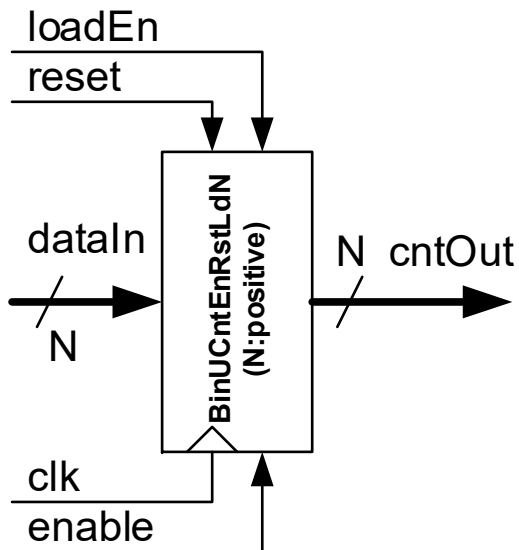 loadEn
reset
dataIn
N
BinUCntEnRstLdN
(N:positive)
N cntOut
clk
enable